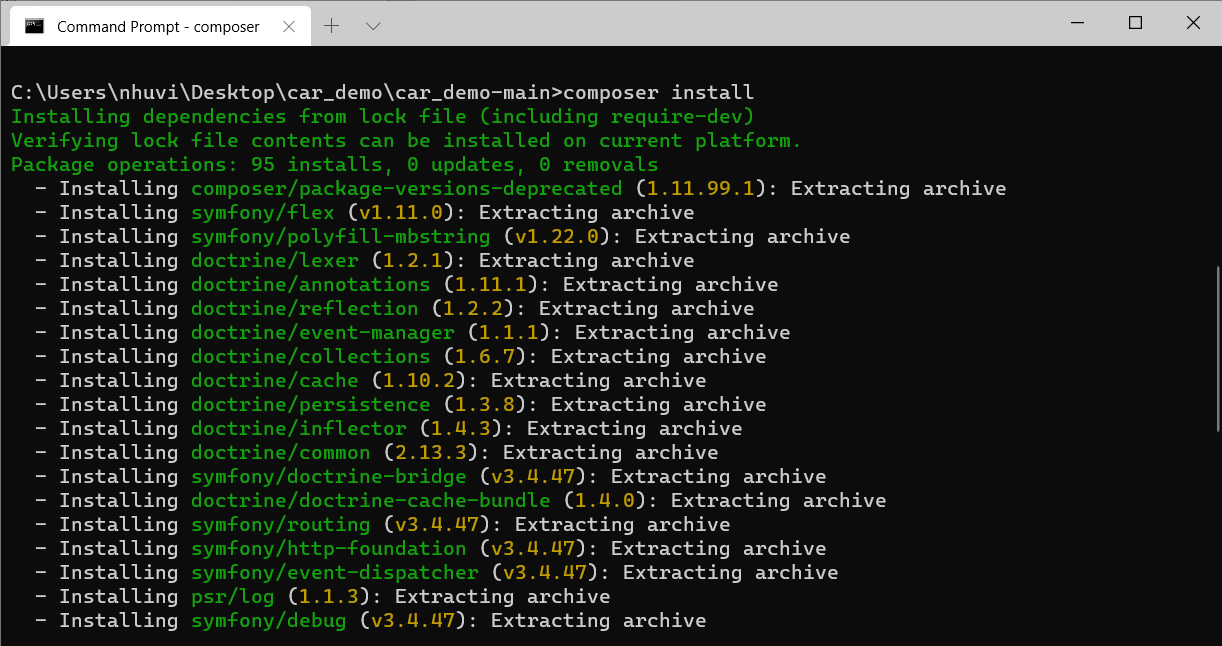 Command Prompt - composer
C:\Users\nhuvi\Desktop\car_demo\car_demo-main>composer install
Installing dependencies from lock file (including require-dev)
Verifying lock file contents can be installed on current platform.
Package operations: 95 installs, 0 updates, 0 removals
  - Installing composer/package-versions-deprecated (1.11.99.1): Extracting archive
  - Installing symfony/flex (v1.11.0): Extracting archive
  - Installing symfony/polyfill-mbstring (v1.22.0): Extracting archive
  - Installing doctrine/lexer (1.2.1): Extracting archive
  - Installing doctrine/annotations (1.11.1): Extracting archive
  - Installing doctrine/reflection (1.2.2): Extracting archive
  - Installing doctrine/event-manager (1.1.1): Extracting archive
  - Installing doctrine/collections (1.6.7): Extracting archive
  - Installing doctrine/cache (1.10.2): Extracting archive
  - Installing doctrine/persistence (1.3.8): Extracting archive
  - Installing doctrine/inflector (1.4.3): Extracting archive
  - Installing doctrine/common (2.13.3): Extracting archive
  - Installing symfony/doctrine-bridge (v3.4.47): Extracting archive
  - Installing doctrine/doctrine-cache-bundle (1.4.0): Extracting archive
  - Installing symfony/routing (v3.4.47): Extracting archive
  - Installing symfony/http-foundation (v3.4.47): Extracting archive
  - Installing symfony/event-dispatcher (v3.4.47): Extracting archive
  - Installing psr/log (1.1.3): Extracting archive
  - Installing symfony/debug (v3.4.47): Extracting archive